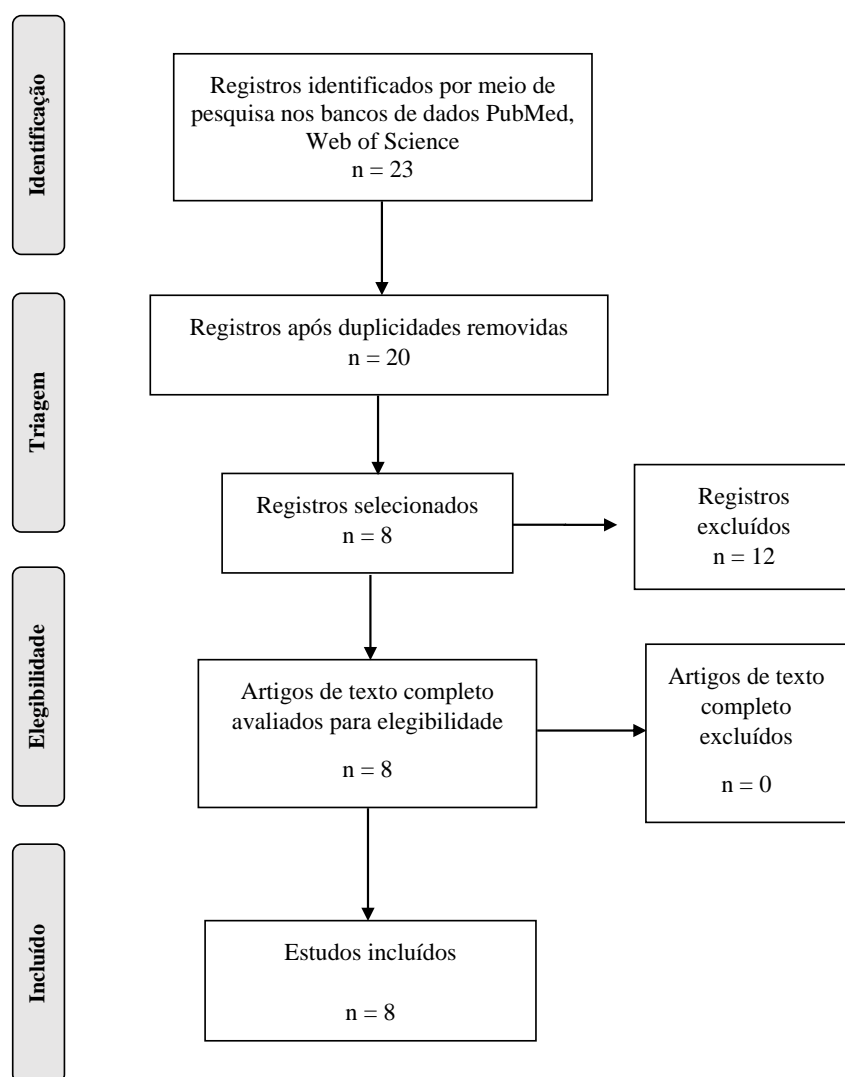 Identificação
Registros identificados por meio de
pesquisa nos bancos de dados PubMed,
Web of Science
n = 23
Triagem
Registros após duplicidades removidas
n = 20
Registros selecionados
n = 8
Registros
excluídos
n = 12
Elegibilidade
Artigos de texto completo
avaliados para elegibilidade
n = 8
Artigos de texto
completo
excluídos
n = 0
Incluído
Estudos incluídos
n = 8